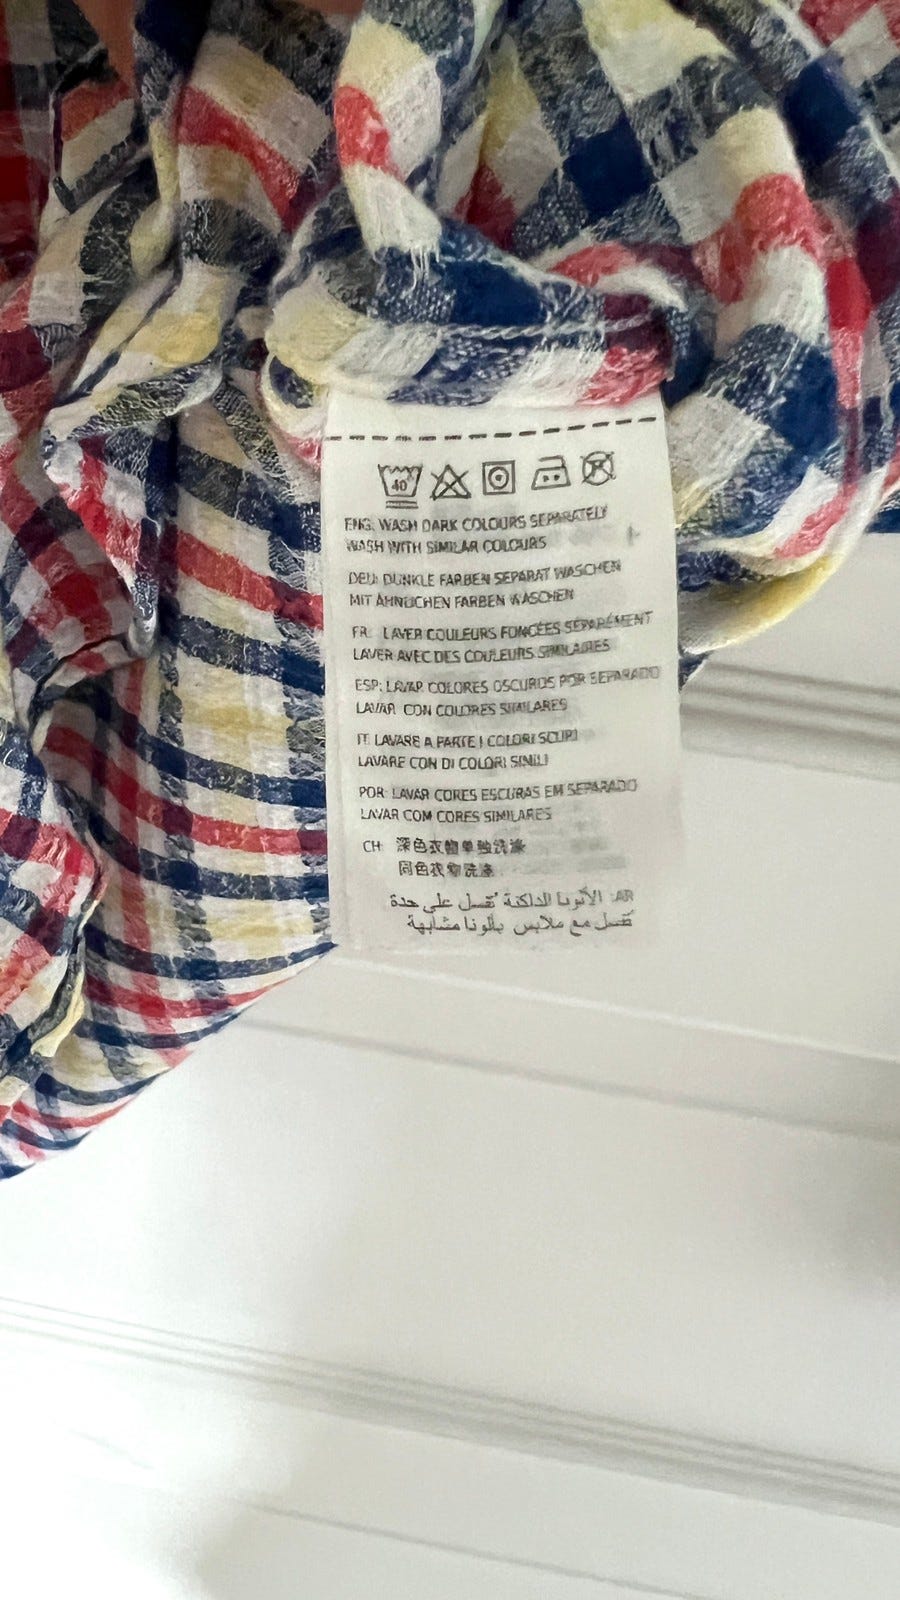 40
ENG: WASH DARK COLOURS SEPARATELY
WASH WITH SIMILAR COLOURS
DEU: DUNKLE FARBEN SEPARAT WASCHEN
MIT ÄHNLICHEN FARBEN WASCHEN
FR: LAVER COULEURS FONCÉES SÉPARÉMENT
LAVER AVEC DES COULEURS SIMILAIRES
ESP: LAVAR COLORES OSCUROS POR SEPARADO
LAVAR CON COLORES SIMILARES
IT: LAVARE A PARTE I COLORI SCURI
LAVARE CON DI COLORI SIMILI
POR: LAVAR CORES ESCURAS EM SEPARADO
LAVAR COM CORES SIMILARES
CH: 深色衣物单独洗涤
同色衣物洗涤
AR: الداكنة تغسل على حدة
تغسل مع ملابس مشابهة